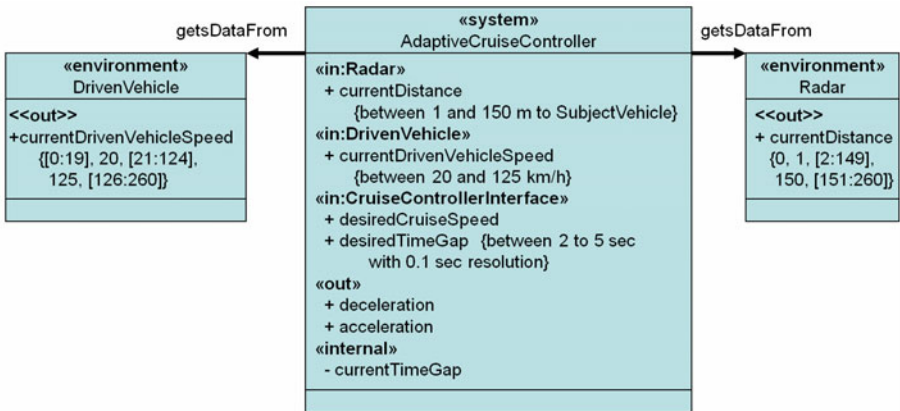 getsDataFrom
«environment»
DrivenVehicle
<<out>>
+currentDrivenVehicleSpeed
{[0:19], 20, [21:124],
125, [126:260]}
«system»
AdaptiveCruiseController
«in:Radar»
+ currentDistance
{between 1 and 150 m to SubjectVehicle}
«in:DrivenVehicle»
+ currentDrivenVehicleSpeed
{between 20 and 125 km/h}
«in:CruiseControllerInterface»
+ desiredCruiseSpeed
+ desiredTimeGap {between 2 to 5 sec
with 0.1 sec resolution}
«out»
+ deceleration
+ acceleration
«internal»
- currentTimeGap
getsDataFrom
«environment»
Radar
<<out>>
+ currentDistance
{0, 1, [2:149],
150, [151:260]}